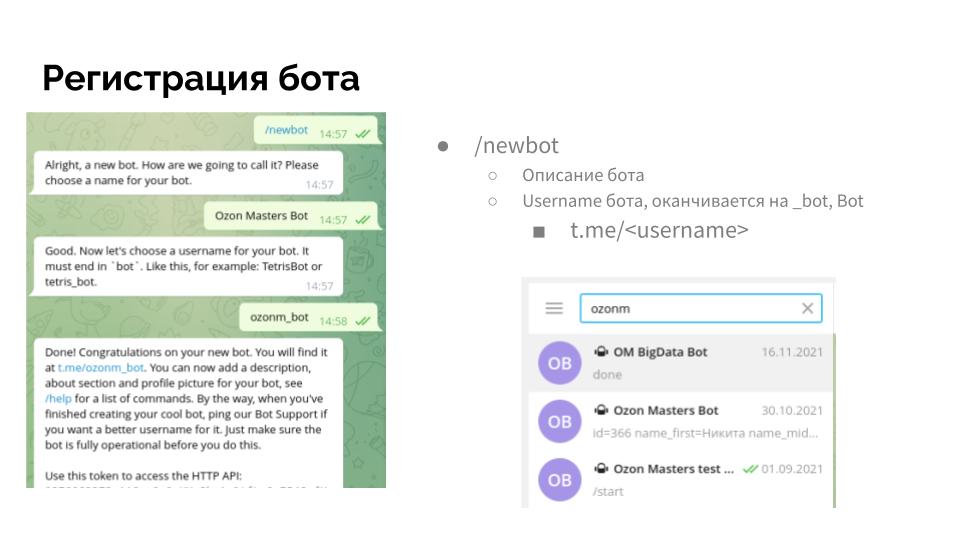 Регистрация бота
/newbot 14:57
Alright, a new bot. How are we going to call it? Please
choose a name for your bot.
14:57
Ozon Masters Bot 14:57
Good. Now let's choose a username for your bot. It
must end in `bot`. Like this, for example: TetrisBot or
tetris_bot.
14:57
ozonm_bot 14:58
Done! Congratulations on your new bot. You will find it
at t.me/ozonm_bot. You can now add a description,
about section and profile picture for your bot, see
/help for a list of commands. By the way, when you've
finished creating your cool bot, ping our Bot Support if
you want a better username for it. Just make sure the
bot is fully operational before you do this.
Use this token to access the HTTP API:
● /newbot
○ Описание бота
○ Username бота, оканчивается на _bot, Bot
■ t.me/<username>
ozonm
OB OM BigData Bot 16.11.2021
done
OB Ozon Masters Bot 30.10.2021
id=366 name_first=Никита name_mid...
OB Ozon Masters test ... 01.09.2021
/start